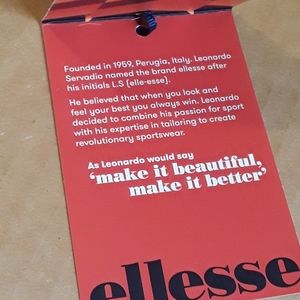 Founded in 1959, Perugia, Italy. Leonardo
Servadio named the brand ellesse after
his initials L.S (elle-esse).
He believed that when you look and
feel your best you always win. Leonardo
decided to combine his passion for sport
with his expertise in tailoring to create
revolutionary sportswear.
As Leonardo would say
‘make it beautiful,
make it better’
ellesse